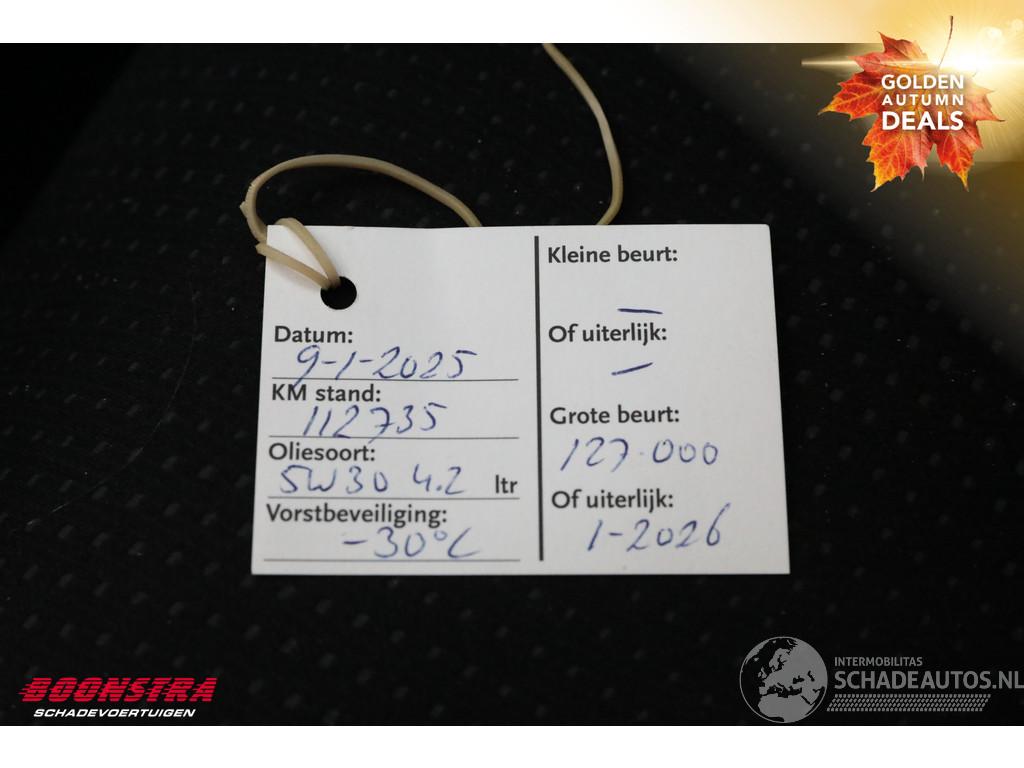 GOLDEN
AUTUMN
DEALS
Datum:
9-1-2025
KM stand:
112735
Oliesoort:
5W30 4.2 ltr
Vorstbeveiliging:
-30°C
Kleine beurt:
—
Of uiterlijk:
—
Grote beurt:
127.000
Of uiterlijk:
1-2026
BOONSTRA
SCHADEVOERTUIGEN
INTERMOBILITAS
SCHADEAUTOS.NL